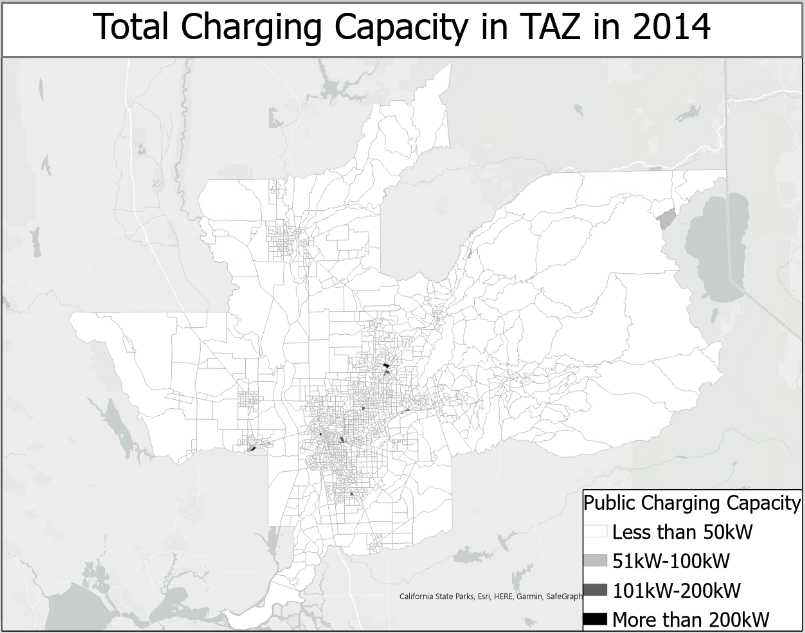 Total Charging Capacity in TAZ in 2014
Public Charging Capacity
Less than 50kW
51kW-100kW
101kW-200kW
More than 200kW
California State Parks, Esri, HERE, Garmin, SafeGraph